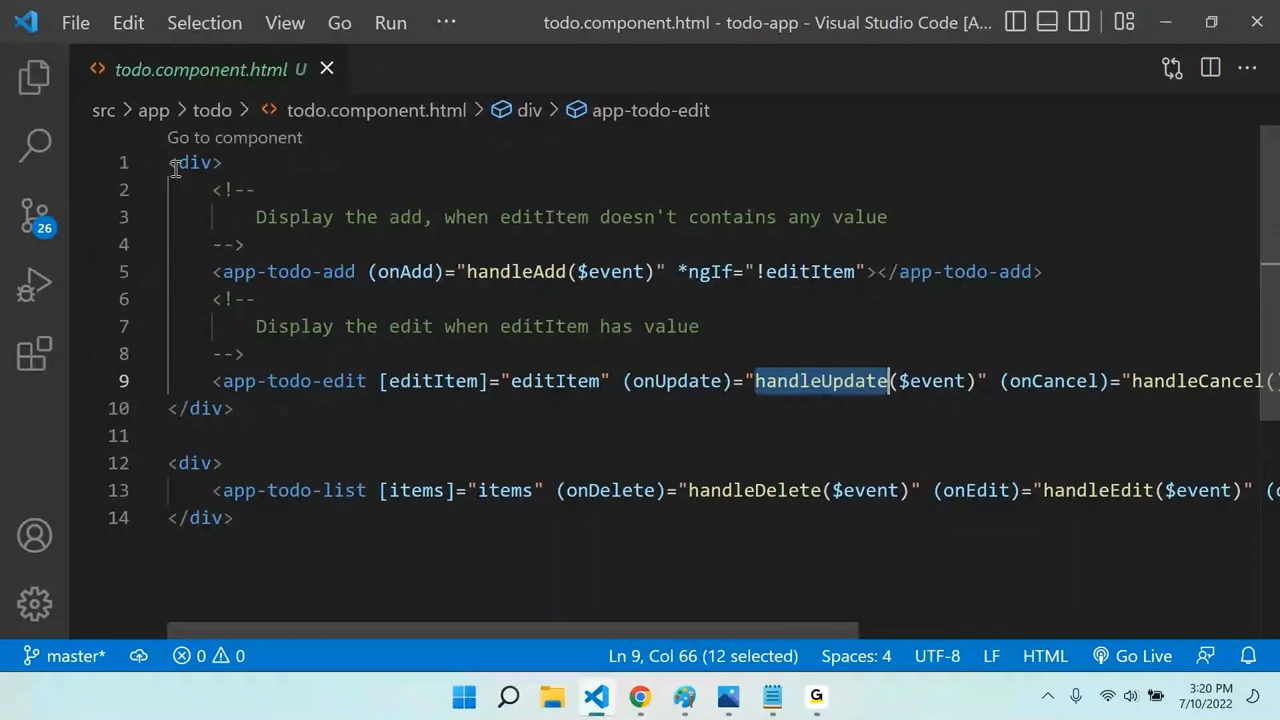 File Edit Selection View Go Run ··· todo.component.html - todo-app - Visual Studio Code [A...
todo.component.html U
src > app > todo > todo.component.html > div > app-todo-edit
Go to component
1 <div>
2 <!--
3 Display the add, when editItem doesn't contains any value
4 -->
5 <app-todo-add (onAdd)="handleAdd($event)" *ngIf="!editItem"></app-todo-add>
6 <!--
7 Display the edit when editItem has value
8 -->
9 <app-todo-edit [editItem]="editItem" (onUpdate)="handleUpdate($event)" (onCancel)="handleCancel(
10 </div>
11
12 <div>
13 <app-todo-list [items]="items" (onDelete)="handleDelete($event)" (onEdit)="handleEdit($event)" (
14 </div>
26
master* 0 0 Ln 9, Col 66 (12 selected) Spaces: 4 UTF-8 LF HTML Go Live
G
3:20 PM
7/10/2022